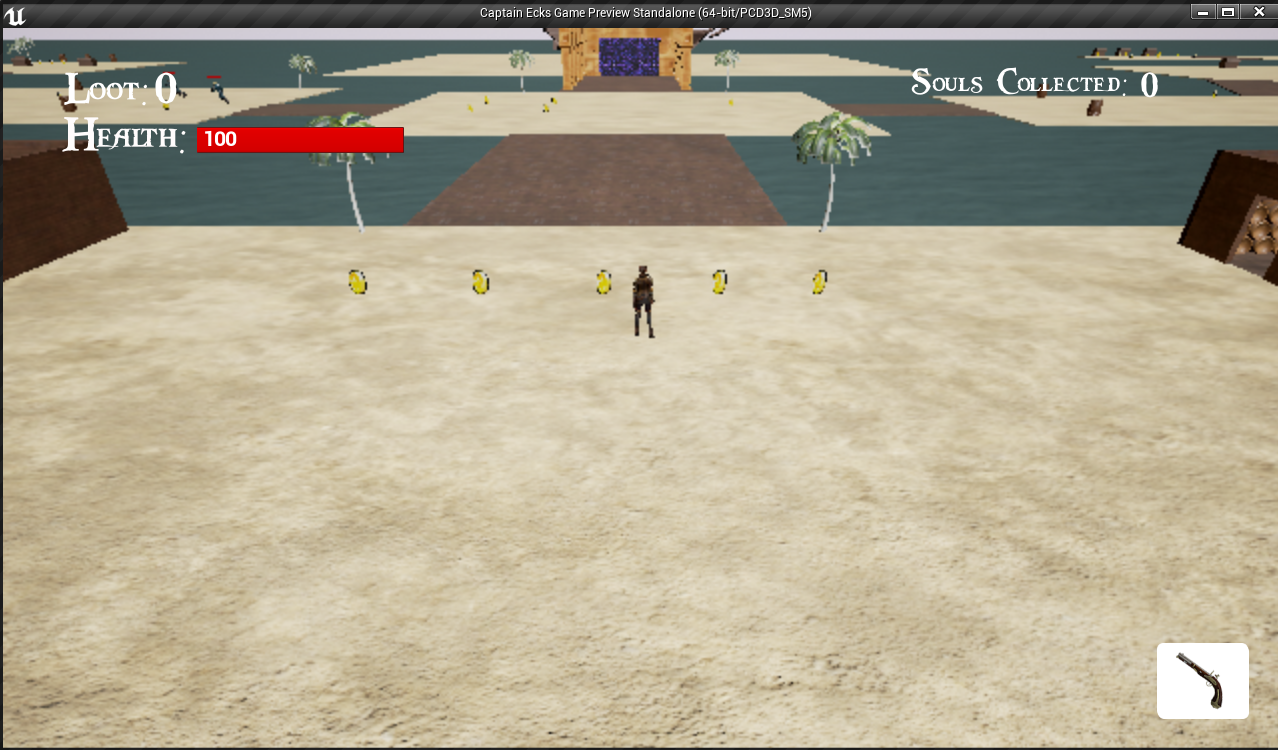 Captain Ecks Game Preview Standalone (64-bit/PCD3D_SM5)
Loot: 0
Souls Collected: 0
Health: 100